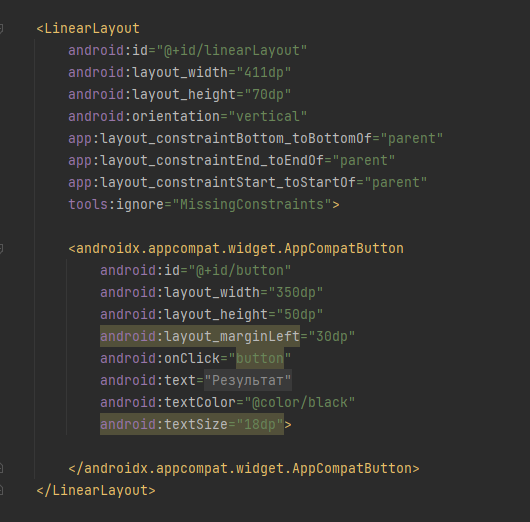 <LinearLayout
android:id="@+id/linearLayout"
android:layout_width="411dp"
android:layout_height="70dp"
android:orientation="vertical"
app:layout_constraintBottom_toBottomOf="parent"
app:layout_constraintEnd_toEndOf="parent"
app:layout_constraintStart_toStartOf="parent"
tools:ignore="MissingConstraints">
<androidx.appcompat.widget.AppCompatButton
android:id="@+id/button"
android:layout_width="350dp"
android:layout_height="50dp"
android:layout_marginLeft="30dp"
android:onClick="button"
android:text="Результат"
android:textColor="@color/black"
android:textSize="18dp">
</androidx.appcompat.widget.AppCompatButton>
</LinearLayout>